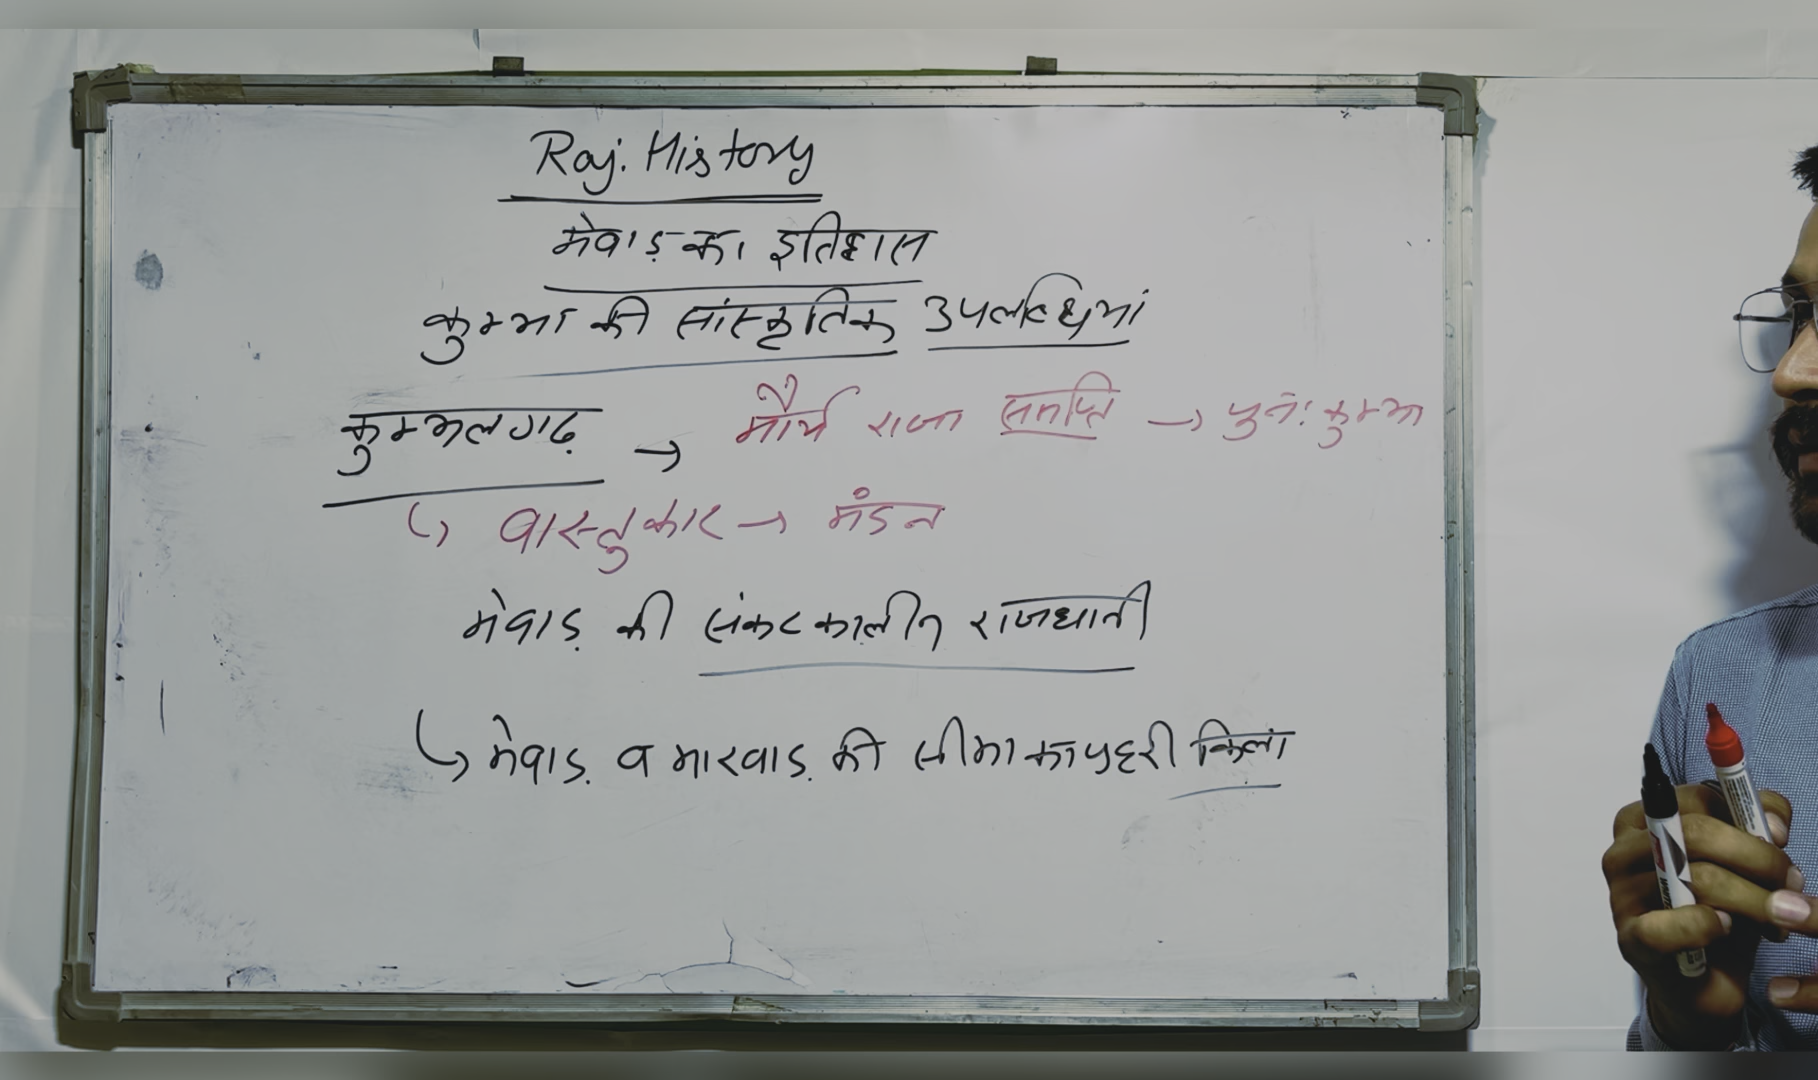 Raj. History
मेवाड़ का इतिहास
कुम्भा की सांस्कृतिक उपलब्धियां
कुम्भलगढ़ → मौर्य राजा सम्प्रति → पुनः कुम्भा
↳ वास्तुकार → मंडन
मेवाड़ की संकटकालीन राजधानी
↳ मेवाड़ व मारवाड़ की सीमा का प्रहरी किला